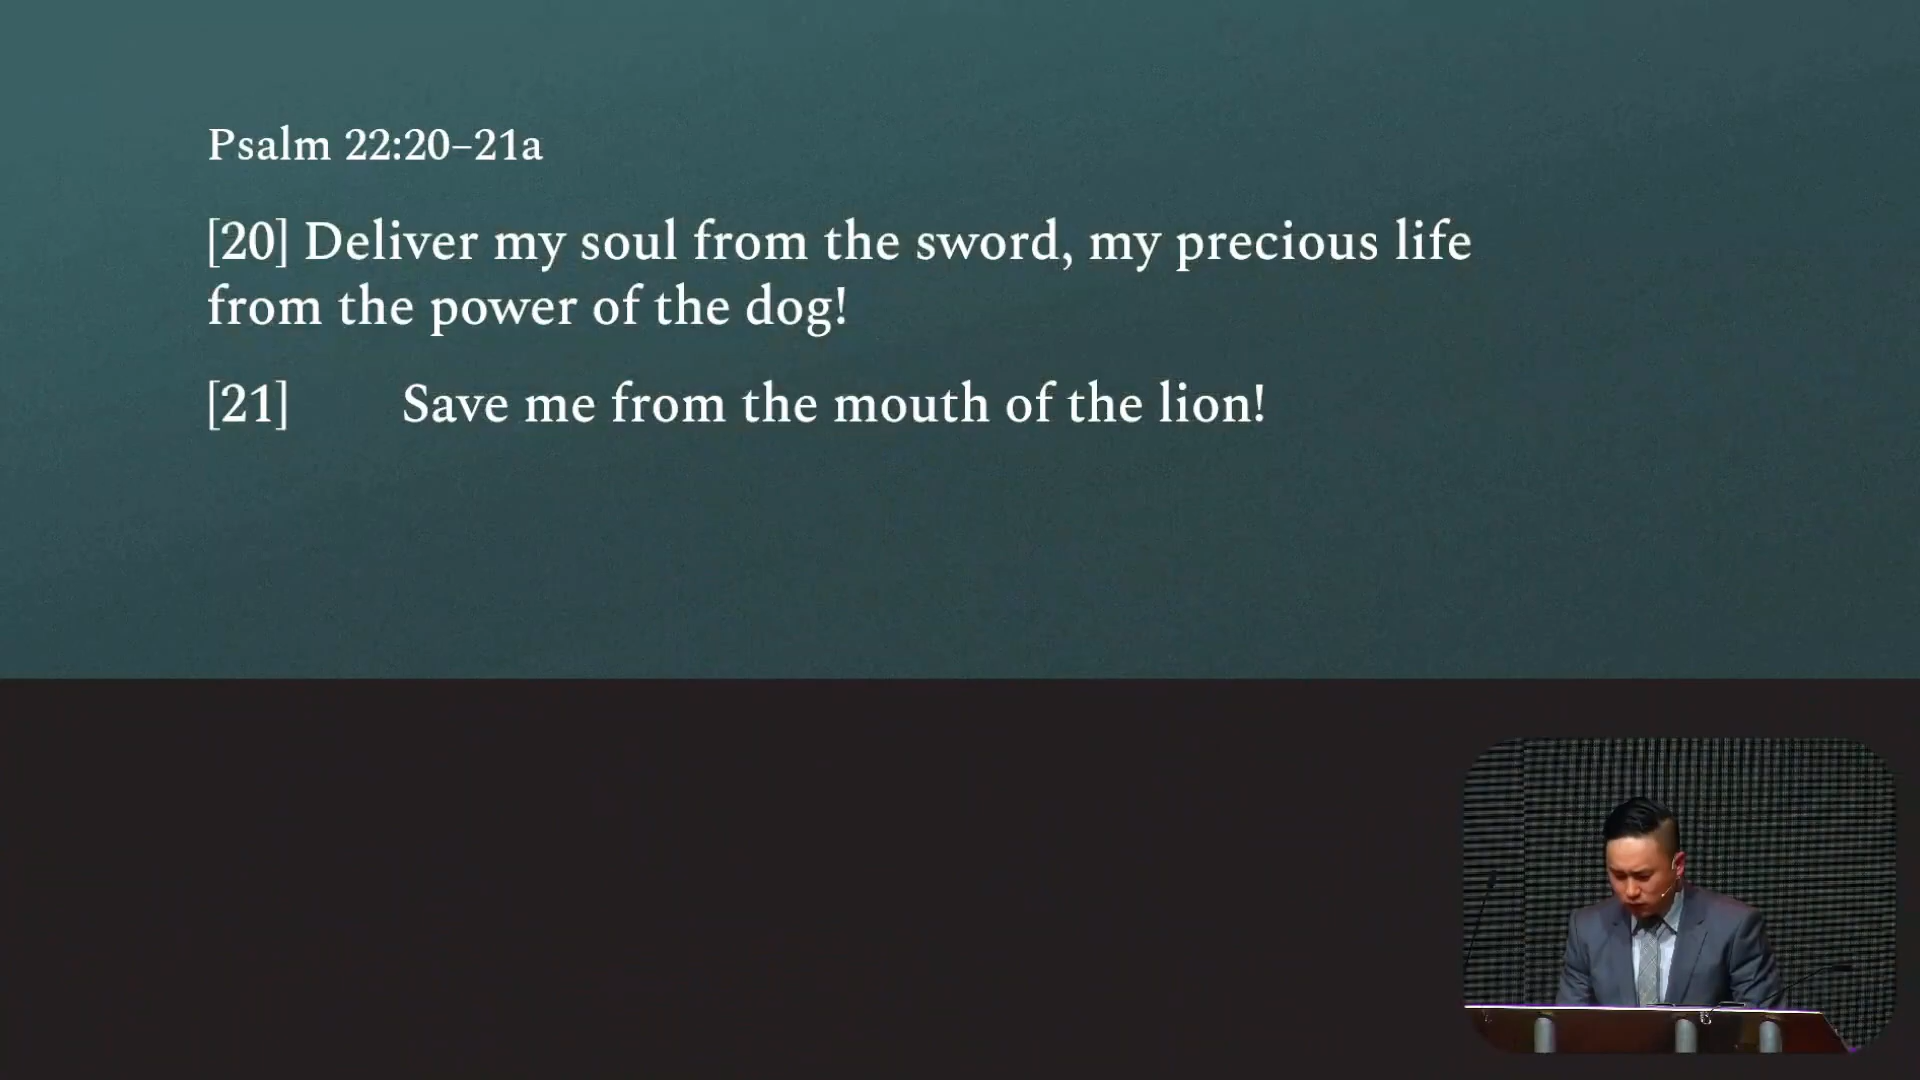 Psalm 22:20–21a
[20] Deliver my soul from the sword, my precious life
from the power of the dog!
[21] Save me from the mouth of the lion!